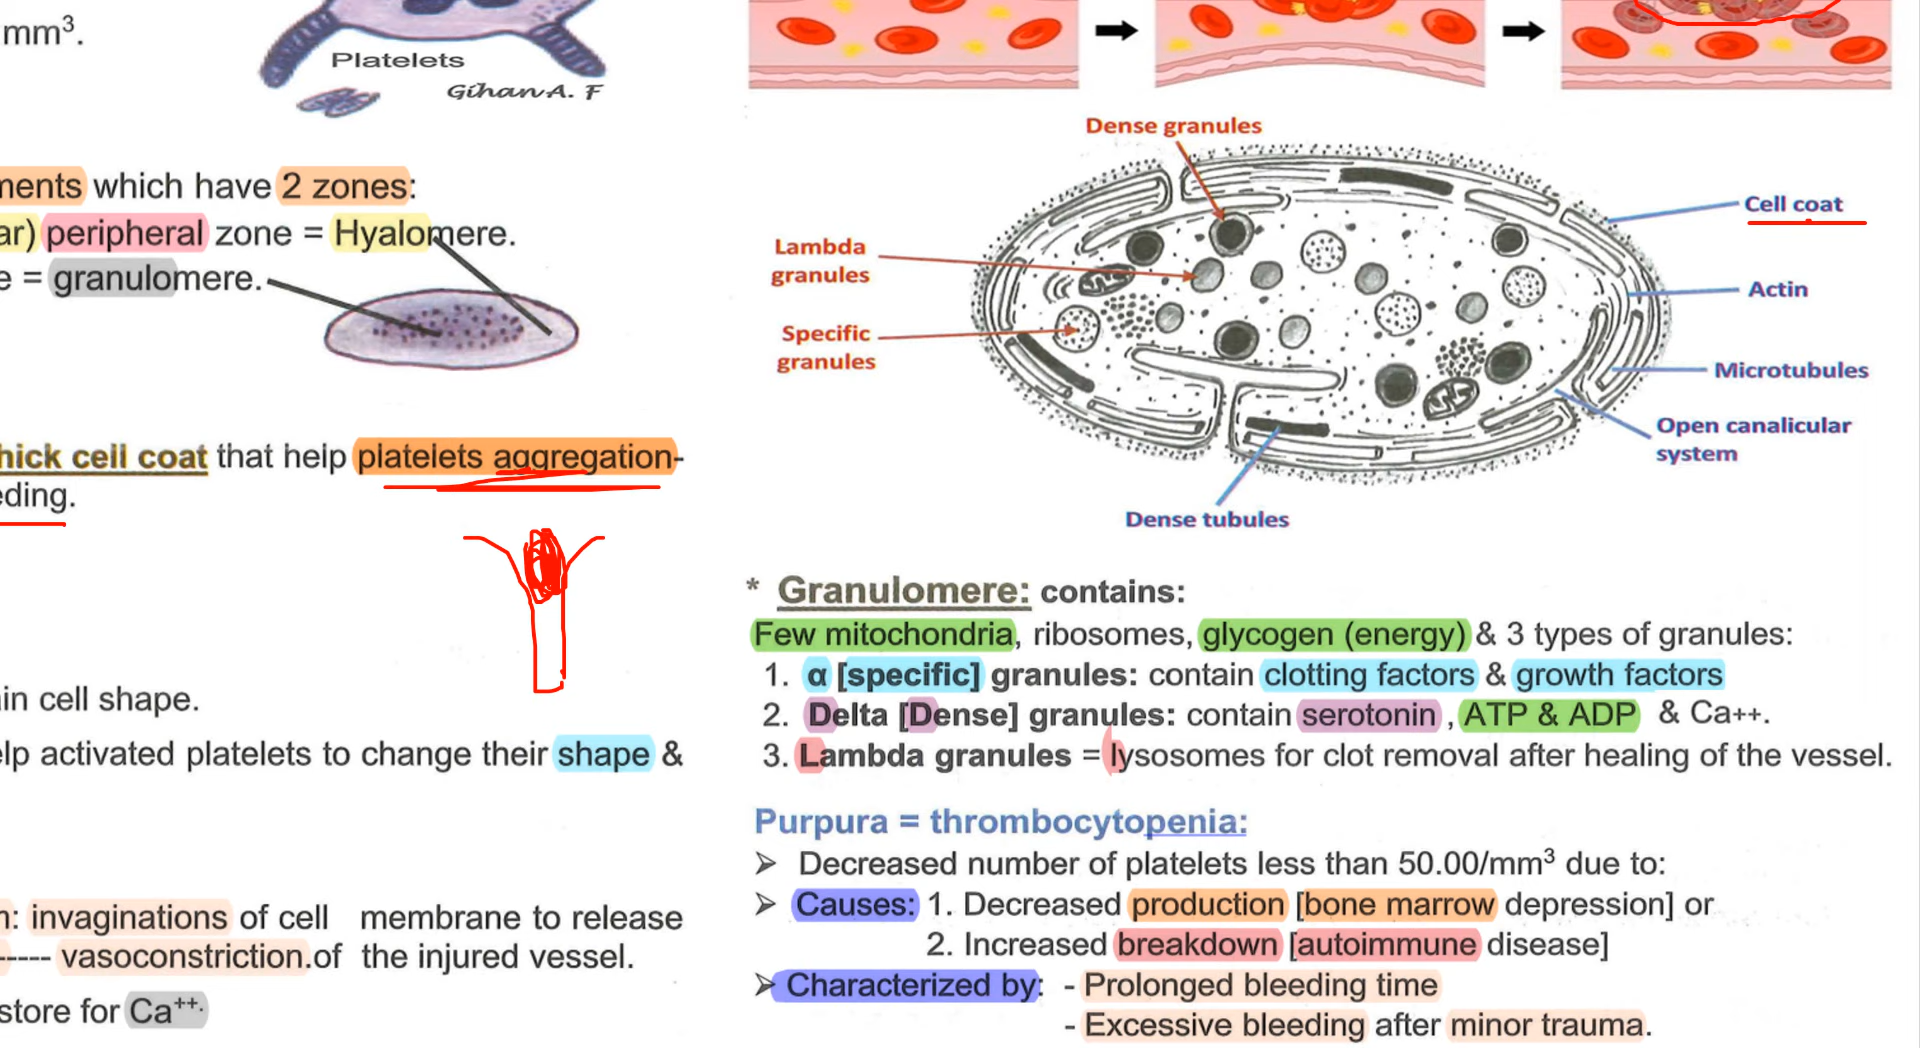 mm³.
Platelets
Gihan A. F
ments which have 2 zones:
ar) peripheral zone = Hyalomere.
e = granulomere.
hick cell coat that help platelets aggregation-
eding.
in cell shape.
elp activated platelets to change their shape &
n: invaginations of cell membrane to release
----- vasoconstriction.of the injured vessel.
store for Ca⁺⁺.
Dense granules
Lambda
granules
Specific
granules
Cell coat
Actin
Microtubules
Open canalicular
system
Dense tubules
* Granulomere: contains:
Few mitochondria, ribosomes, glycogen (energy) & 3 types of granules:
1. α [specific] granules: contain clotting factors & growth factors
2. Delta [Dense] granules: contain serotonin , ATP & ADP & Ca++.
3. Lambda granules = lysosomes for clot removal after healing of the vessel.
Purpura = thrombocytopenia:
➢ Decreased number of platelets less than 50.00/mm³ due to:
➢ Causes: 1. Decreased production [bone marrow depression] or
2. Increased breakdown [autoimmune disease]
➢ Characterized by: - Prolonged bleeding time
- Excessive bleeding after minor trauma.